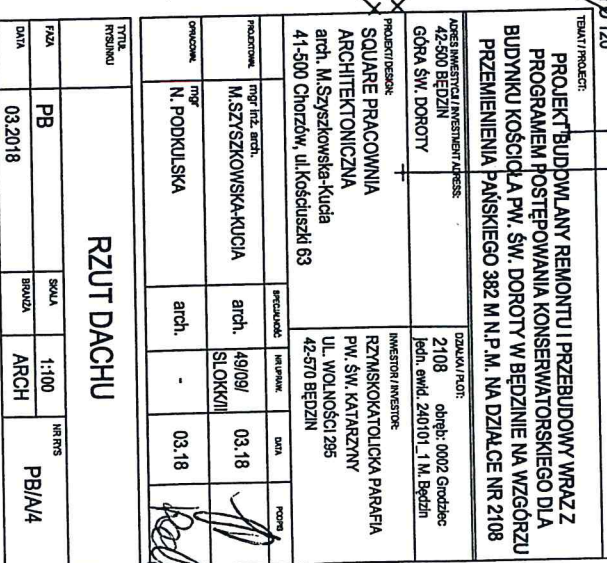 Ø120
TEMAT / PROJECT:
PROJEKT BUDOWLANY REMONTU I PRZEBUDOWY WRAZ Z
PROGRAMEM POSTĘPOWANIA KONSERWATORSKIEGO DLA
BUDYNKU KOŚCIOŁA PW. ŚW. DOROTY W BĘDZINIE NA WZGÓRZU
PRZEMIENIENIA PAŃSKIEGO 382 M N.P.M. NA DZIAŁCE NR 2108
ADRES INWESTYCJI / INVESTMENT ADRESS:
42-500 BĘDZIN
GÓRA ŚW. DOROTY
DZIAŁKA / PLOT:
2108 obręb: 0002 Grodziec
jedn. ewid. 240101_1 M. Będzin
PROJEKT/DESIGN:
SQUARE PRACOWNIA
ARCHITEKTONICZNA
arch. M.Szyszkowska-Kucia
41-500 Chorzów, ul.Kościuszki 63
INWESTOR / INVESTOR:
RZYMSKOKATOLICKA PARAFIA
PW. ŚW. KATARZYNY
UL. WOLNOŚCI 295
42-570 BĘDZIN
SPECJALNOŚĆ NR UPRAW. DATA PODPIS
PROJEKTOWAŁ
mgr inż. arch.
M.SZYSZKOWSKA-KUCIA arch. 49/09/
SLOKK/II 03.18
OPRACOWAŁ
mgr
N. PODKULSKA arch. - 03.18
TYTUŁ
RYSUNKU
RZUT DACHU
FAZA PB SKALA 1:100 NR RYS
DATA 03.2018 BRANŻA ARCH PB/A/4